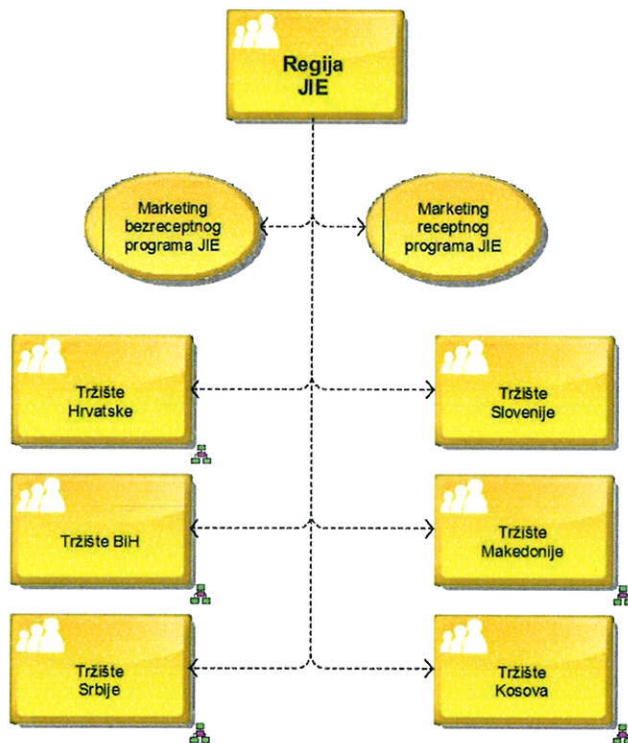 Regija
JIE
Marketing
bezreceptnog
programa JIE
Marketing
receptnog
programa JIE
Tržište
Hrvatske
Tržište
Slovenije
Tržište BiH
Tržište
Makedonije
Tržište
Srbije
Tržište
Kosova